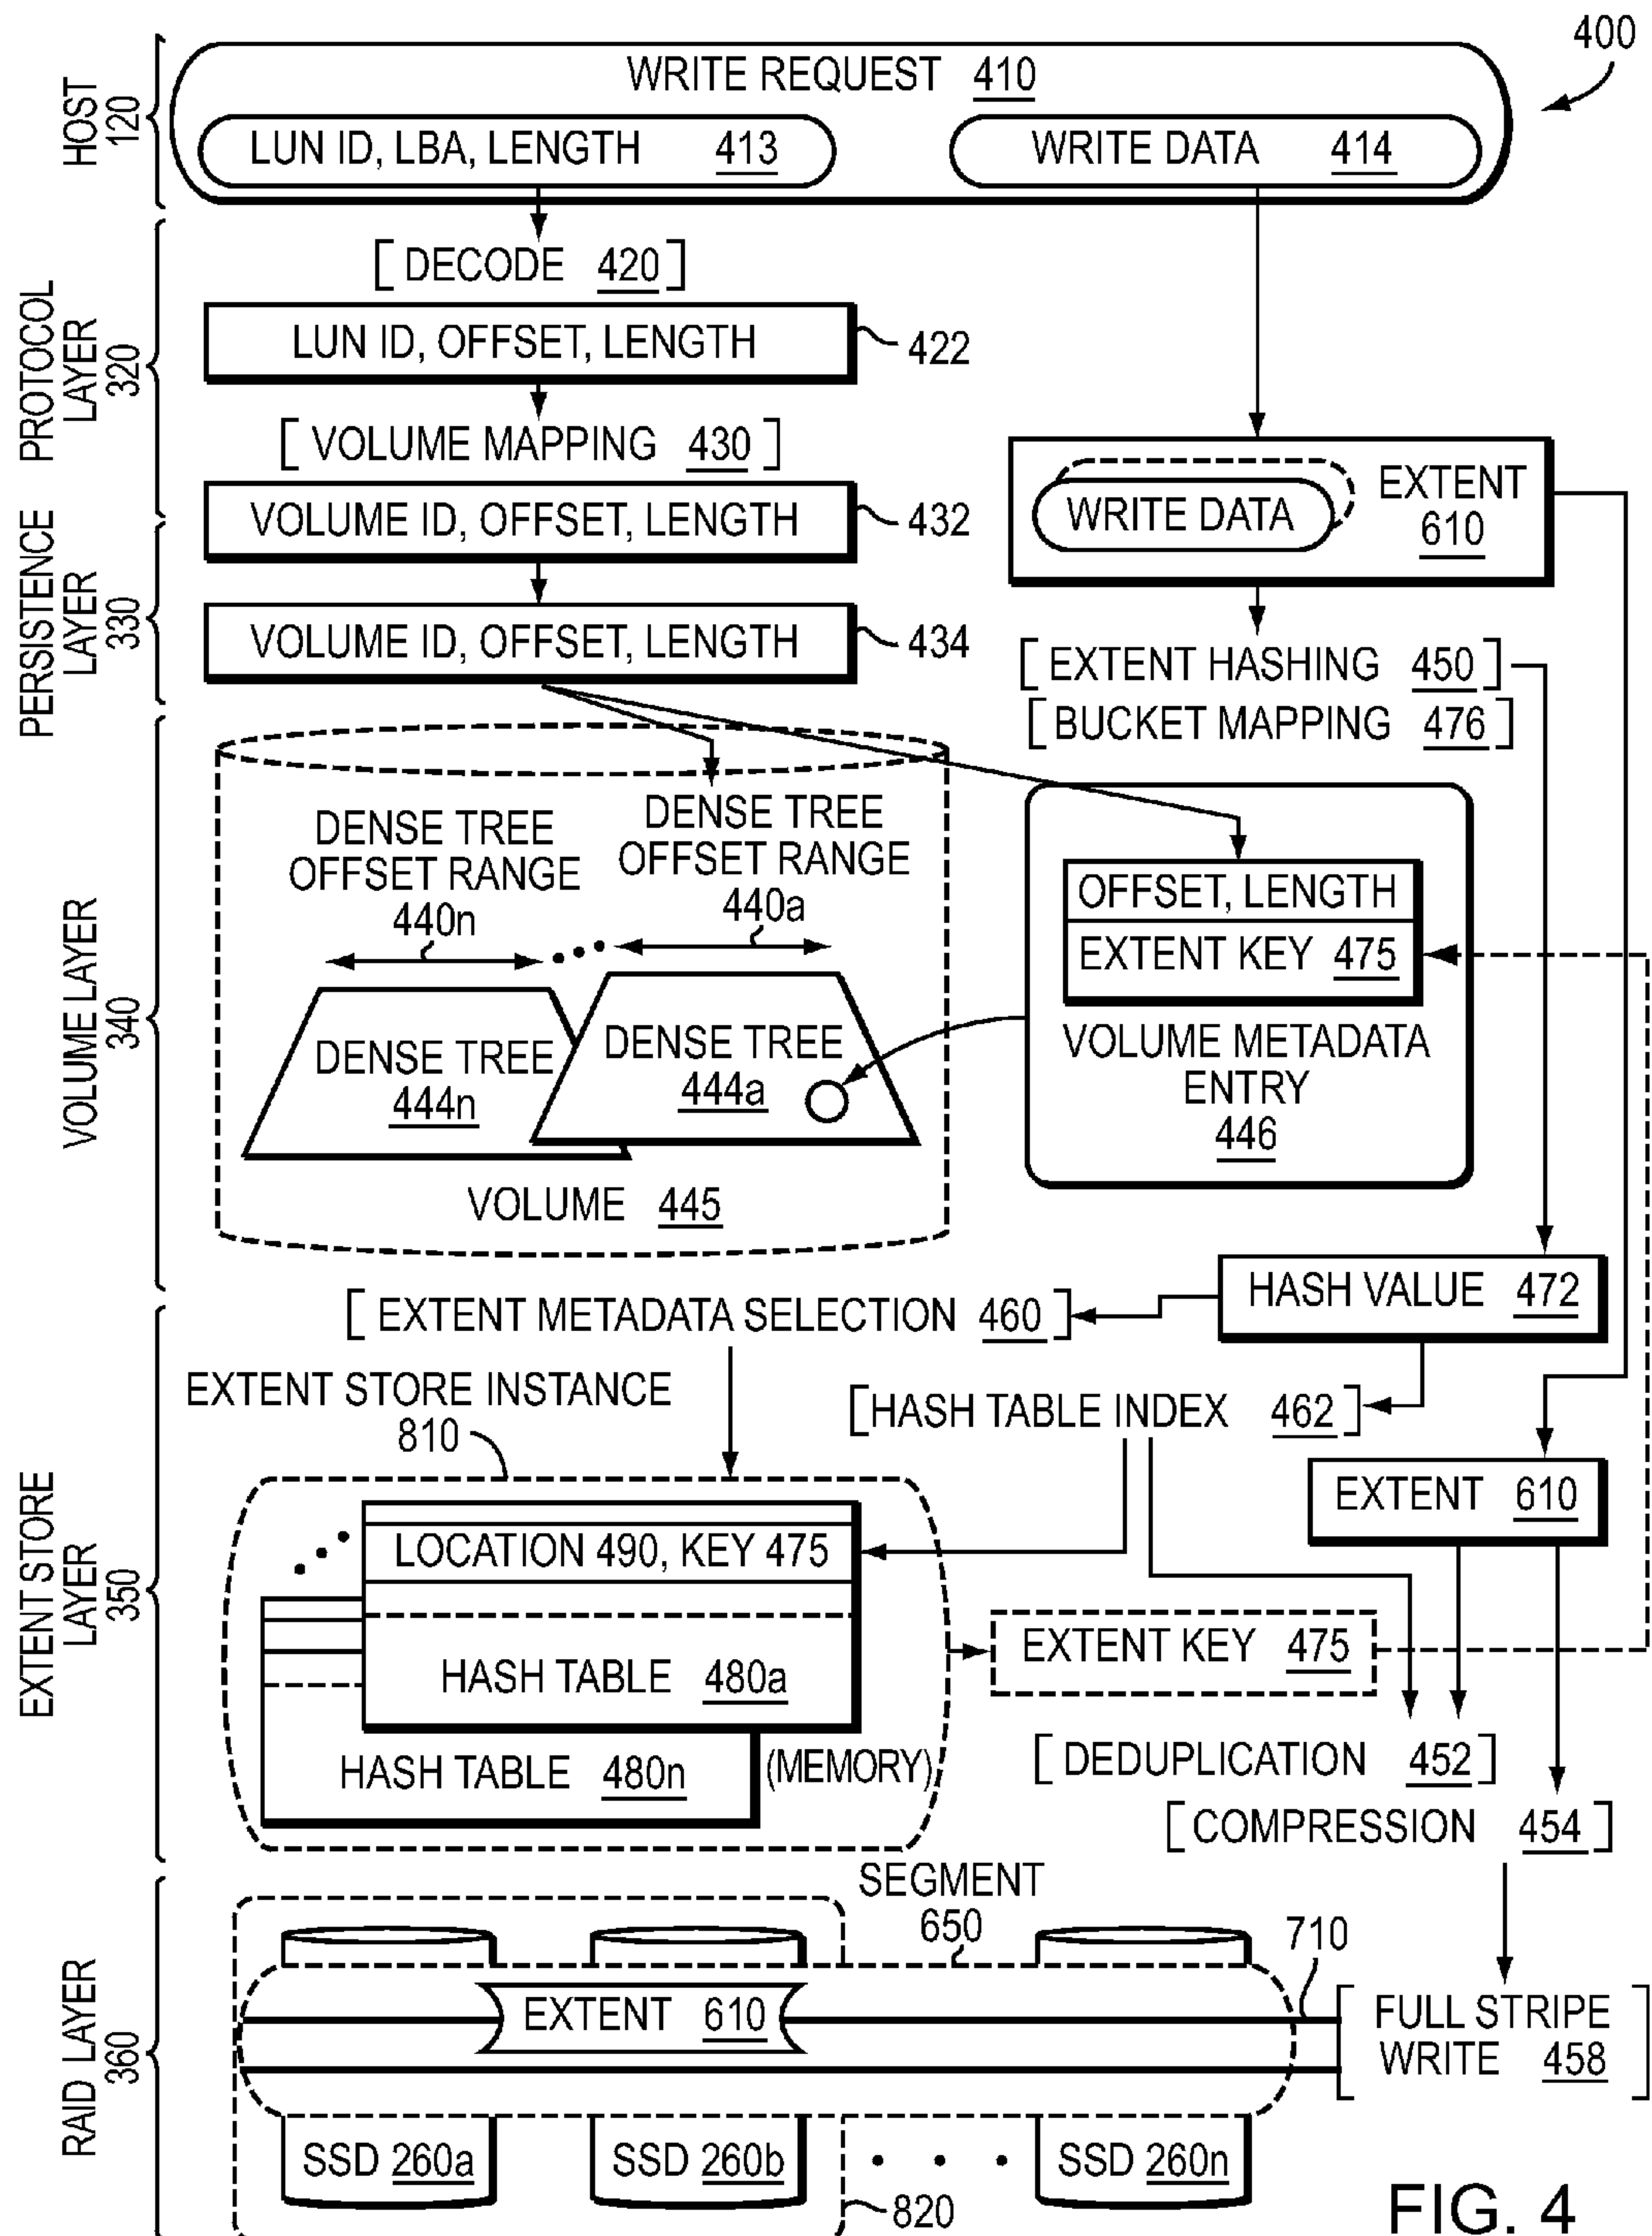 400
HOST
120
WRITE REQUEST 410
LUN ID, LBA, LENGTH 413
WRITE DATA 414
PROTOCOL
LAYER
320
[DECODE 420]
LUN ID, OFFSET, LENGTH
422
[VOLUME MAPPING 430]
VOLUME ID, OFFSET, LENGTH
432
WRITE DATA
EXTENT
610
PERSISTENCE
LAYER
330
VOLUME ID, OFFSET, LENGTH
434
[EXTENT HASHING 450]
[BUCKET MAPPING 476]
VOLUME LAYER
340
DENSE TREE
OFFSET RANGE
440n
DENSE TREE
OFFSET RANGE
440a
DENSE TREE
444n
DENSE TREE
444a
VOLUME 445
OFFSET, LENGTH
EXTENT KEY 475
VOLUME METADATA
ENTRY
446
HASH VALUE 472
EXTENT STORE
LAYER
350
[EXTENT METADATA SELECTION 460]
EXTENT STORE INSTANCE
810
[HASH TABLE INDEX 462]
EXTENT 610
LOCATION 490, KEY 475
HASH TABLE 480a
HASH TABLE 480n
(MEMORY)
EXTENT KEY 475
[DEDUPLICATION 452]
[COMPRESSION 454]
RAID LAYER
360
SEGMENT
650
710
EXTENT 610
[FULL STRIPE
WRITE 458]
SSD 260a
SSD 260b
. . .
SSD 260n
820
FIG. 4